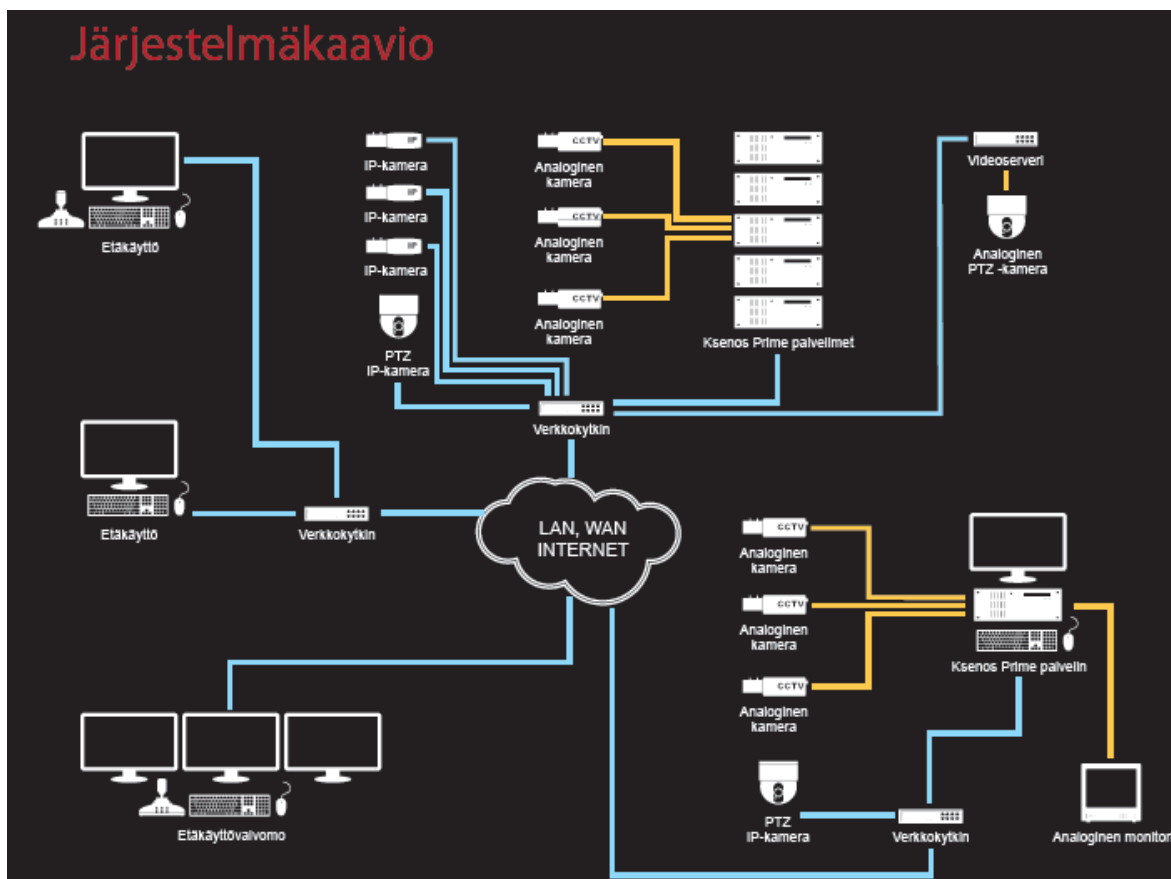 Järjestelmäkaavio
Etäkäyttö
IP
IP-kamera
IP
IP-kamera
IP
IP-kamera
PTZ
IP-kamera
CCTV
Analoginen
kamera
CCTV
Analoginen
kamera
CCTV
Analoginen
kamera
Ksenos Prime palvelimet
Videoserveri
Analoginen
PTZ -kamera
Verkkokytkin
Etäkäyttö
Verkkokytkin
LAN, WAN
INTERNET
CCTV
Analoginen
kamera
CCTV
Analoginen
kamera
CCTV
Analoginen
kamera
Ksenos Prime palvelin
Etäkäyttövalvomo
PTZ
IP-kamera
Verkkokytkin
Analoginen monitori